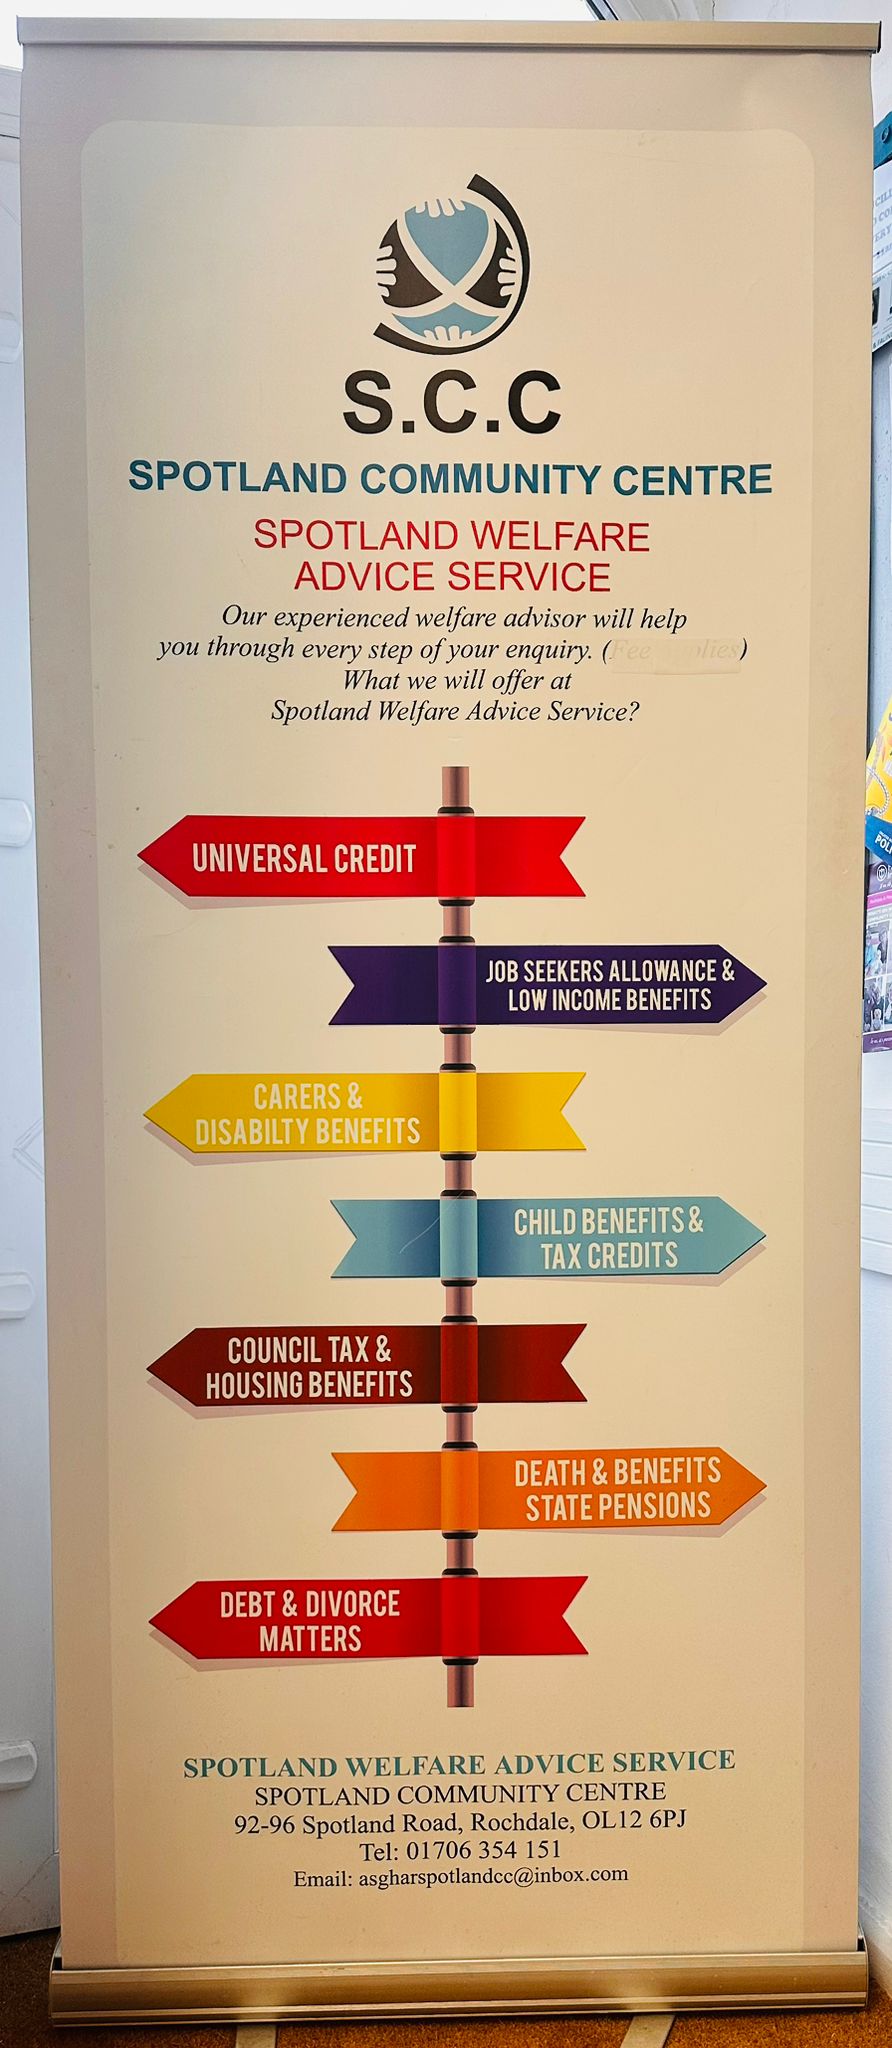 S.C.C
SPOTLAND COMMUNITY CENTRE
SPOTLAND WELFARE
ADVICE SERVICE
Our experienced welfare advisor will help
you through every step of your enquiry. (Fee Applies)
What we will offer at
Spotland Welfare Advice Service?
UNIVERSAL CREDIT
JOB SEEKERS ALLOWANCE &
LOW INCOME BENEFITS
CARERS &
DISABILTY BENEFITS
CHILD BENEFITS &
TAX CREDITS
COUNCIL TAX &
HOUSING BENEFITS
DEATH & BENEFITS
STATE PENSIONS
DEBT & DIVORCE
MATTERS
SPOTLAND WELFARE ADVICE SERVICE
SPOTLAND COMMUNITY CENTRE
92-96 Spotland Road, Rochdale, OL12 6PJ
Tel: 01706 354 151
Email: asgharspotlandcc@inbox.com